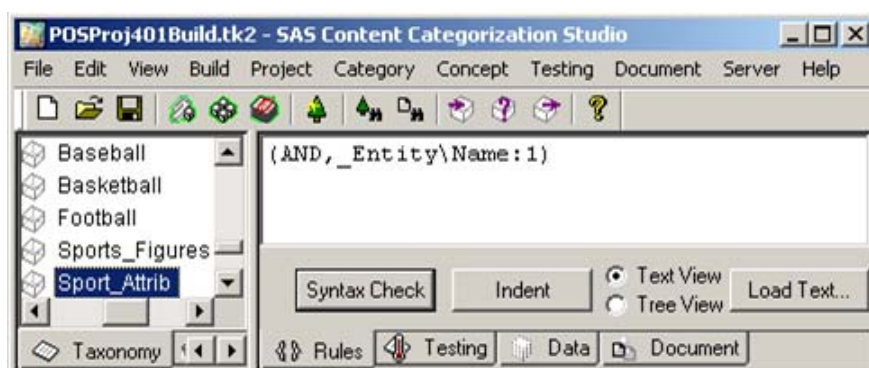 POSProj401Build.tk2 - SAS Content Categorization Studio
File Edit View Build Project Category Concept Testing Document Server Help
Baseball
Basketball
Football
Sports_Figures
Sport_Attrib
Taxonomy
(AND,_Entity\Name:1)
Syntax Check
Indent
Text View
Tree View
Load Text...
Rules Testing Data Document